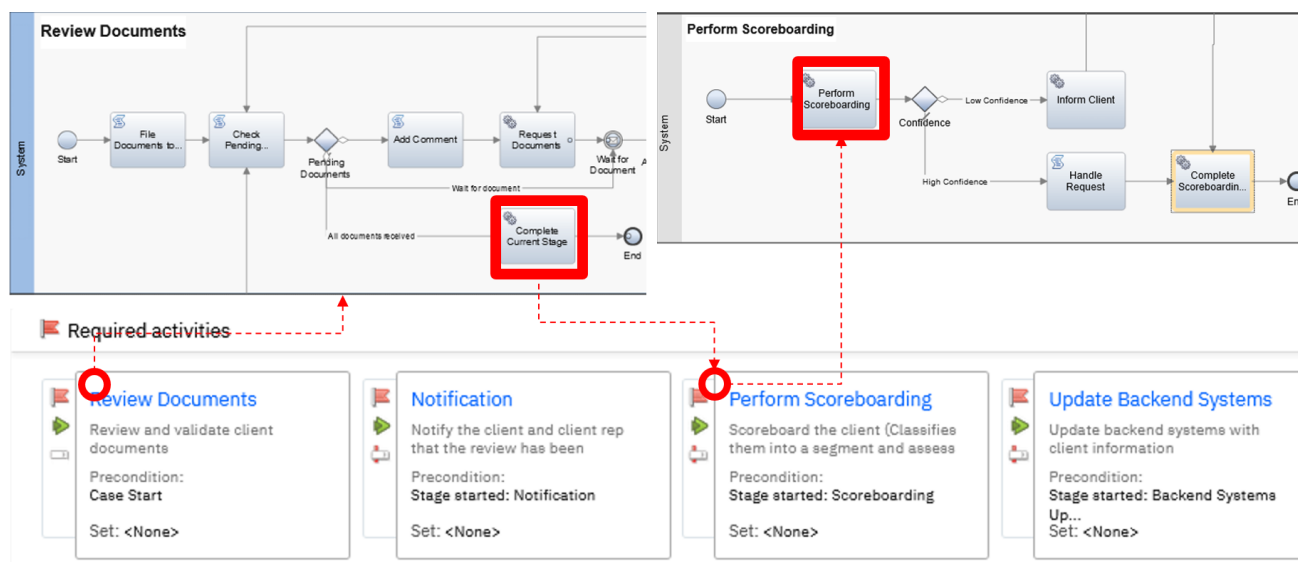 Review Documents
System
Start
File
Documents to...
Check
Pending...
Pending
Documents
Add Comment
Request
Documents
Wait for
Document
A
Wait for document
All documents received
Complete
Current Stage
End
Perform Scoreboarding
System
Start
Perform
Scoreboarding
Confidence
Low Confidence
Inform Client
High Confidence
Handle
Request
Complete
Scoreboardin...
En
Required activities
Review Documents
Review and validate client
documents
Precondition:
Case Start
Set: <None>
Notification
Notify the client and client rep
that the review has been
Precondition:
Stage started: Notification
Set: <None>
Perform Scoreboarding
Scoreboard the client (Classifies
them into a segment and assess
Precondition:
Stage started: Scoreboarding
Set: <None>
Update Backend Systems
Update backend systems with
client information
Precondition:
Stage started: Backend Systems
Up...
Set: <None>